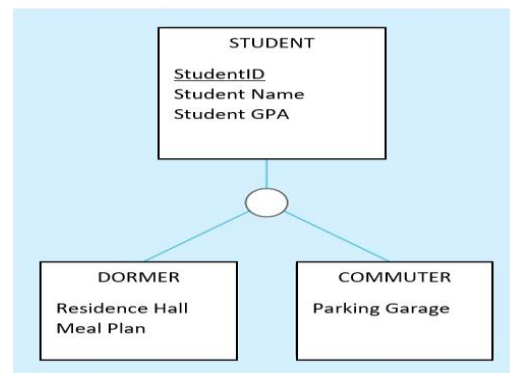 STUDENT
StudentID
Student Name
Student GPA
DORMER
Residence Hall
Meal Plan
COMMUTER
Parking Garage